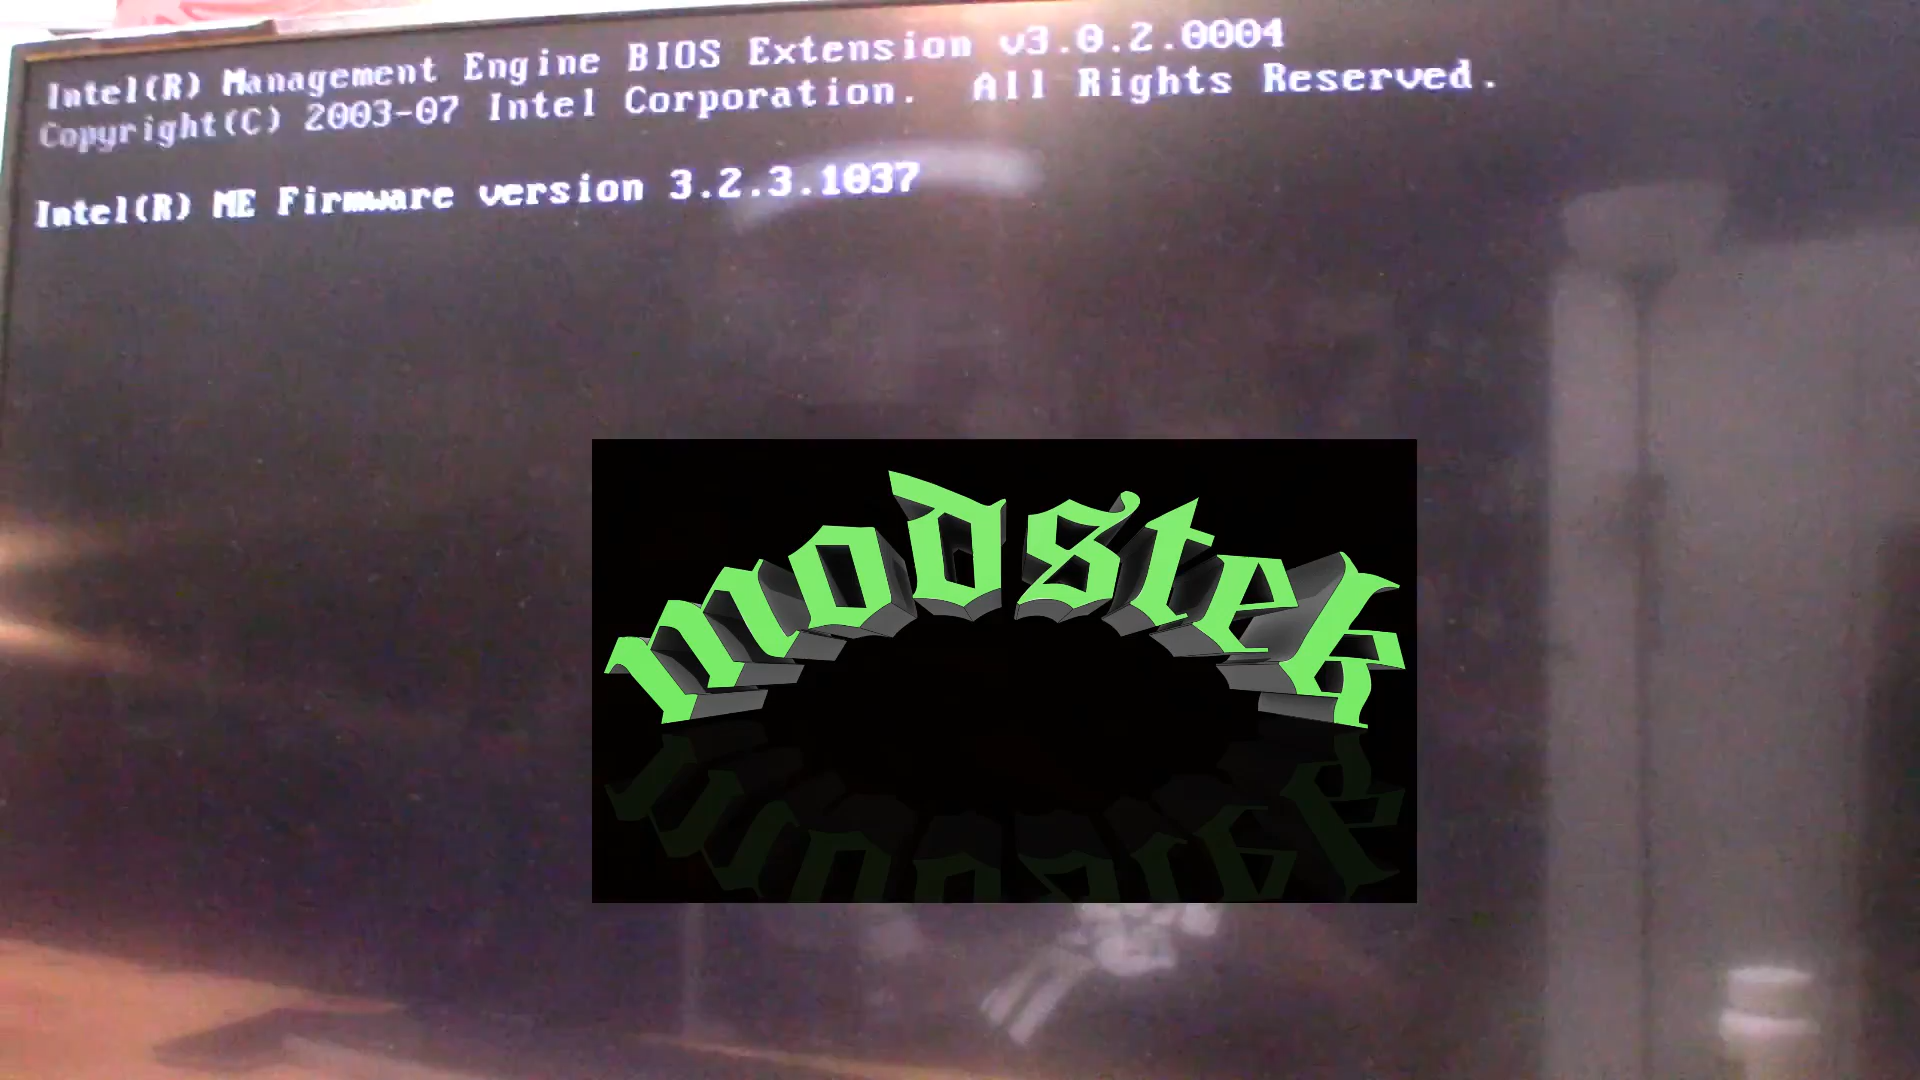 Intel(R) Management Engine BIOS Extension v3.0.2.0004
Copyright(C) 2003-07 Intel Corporation.  All Rights Reserved.
Intel(R) ME Firmware version 3.2.3.1037
modstek